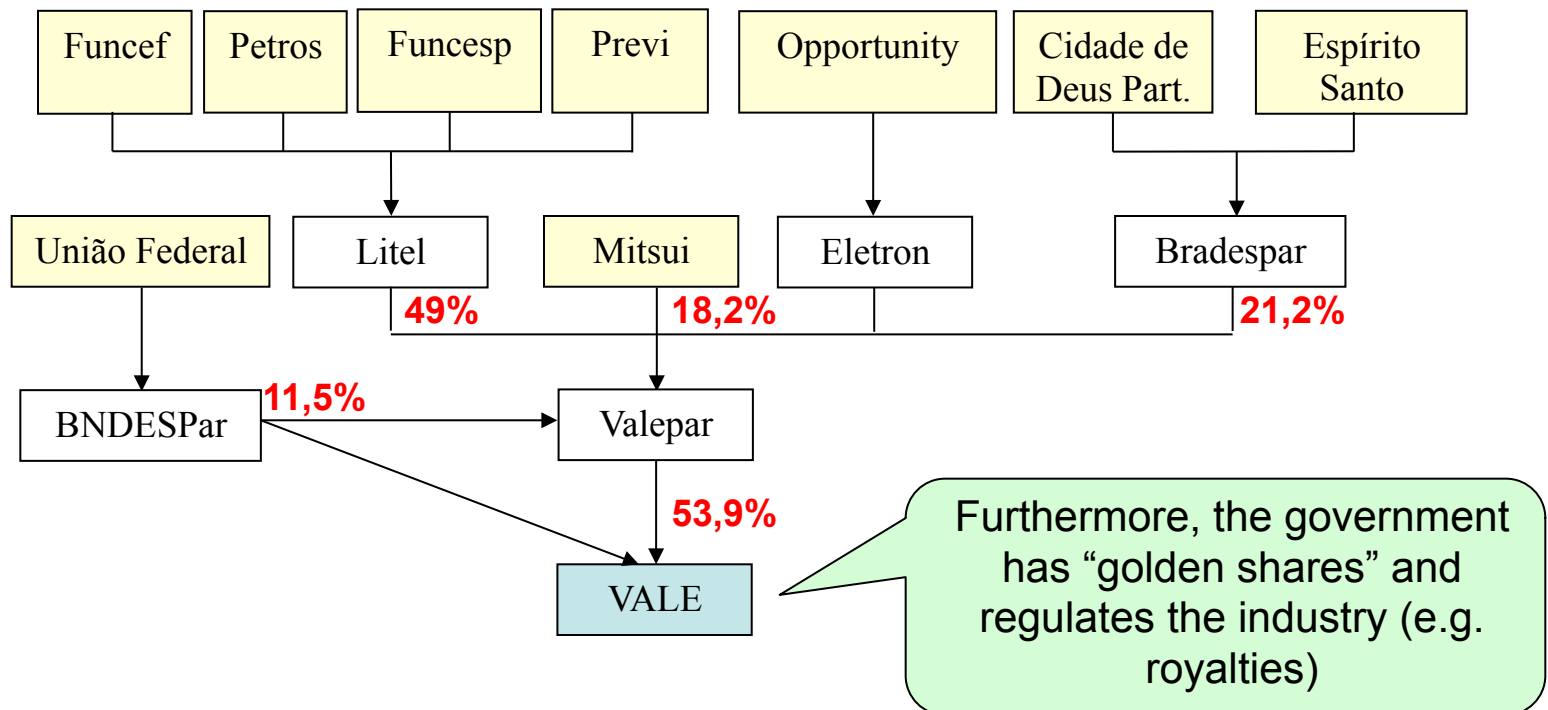 Funcef
Petros
Funcesp
Previ
Opportunity
Cidade de
Deus Part.
Espírito
Santo
União Federal
Litel
Mitsui
Eletron
Bradespar
49%
18,2%
21,2%
11,5%
BNDESPar
Valepar
53,9%
VALE
Furthermore, the government
has “golden shares” and
regulates the industry (e.g.
royalties)